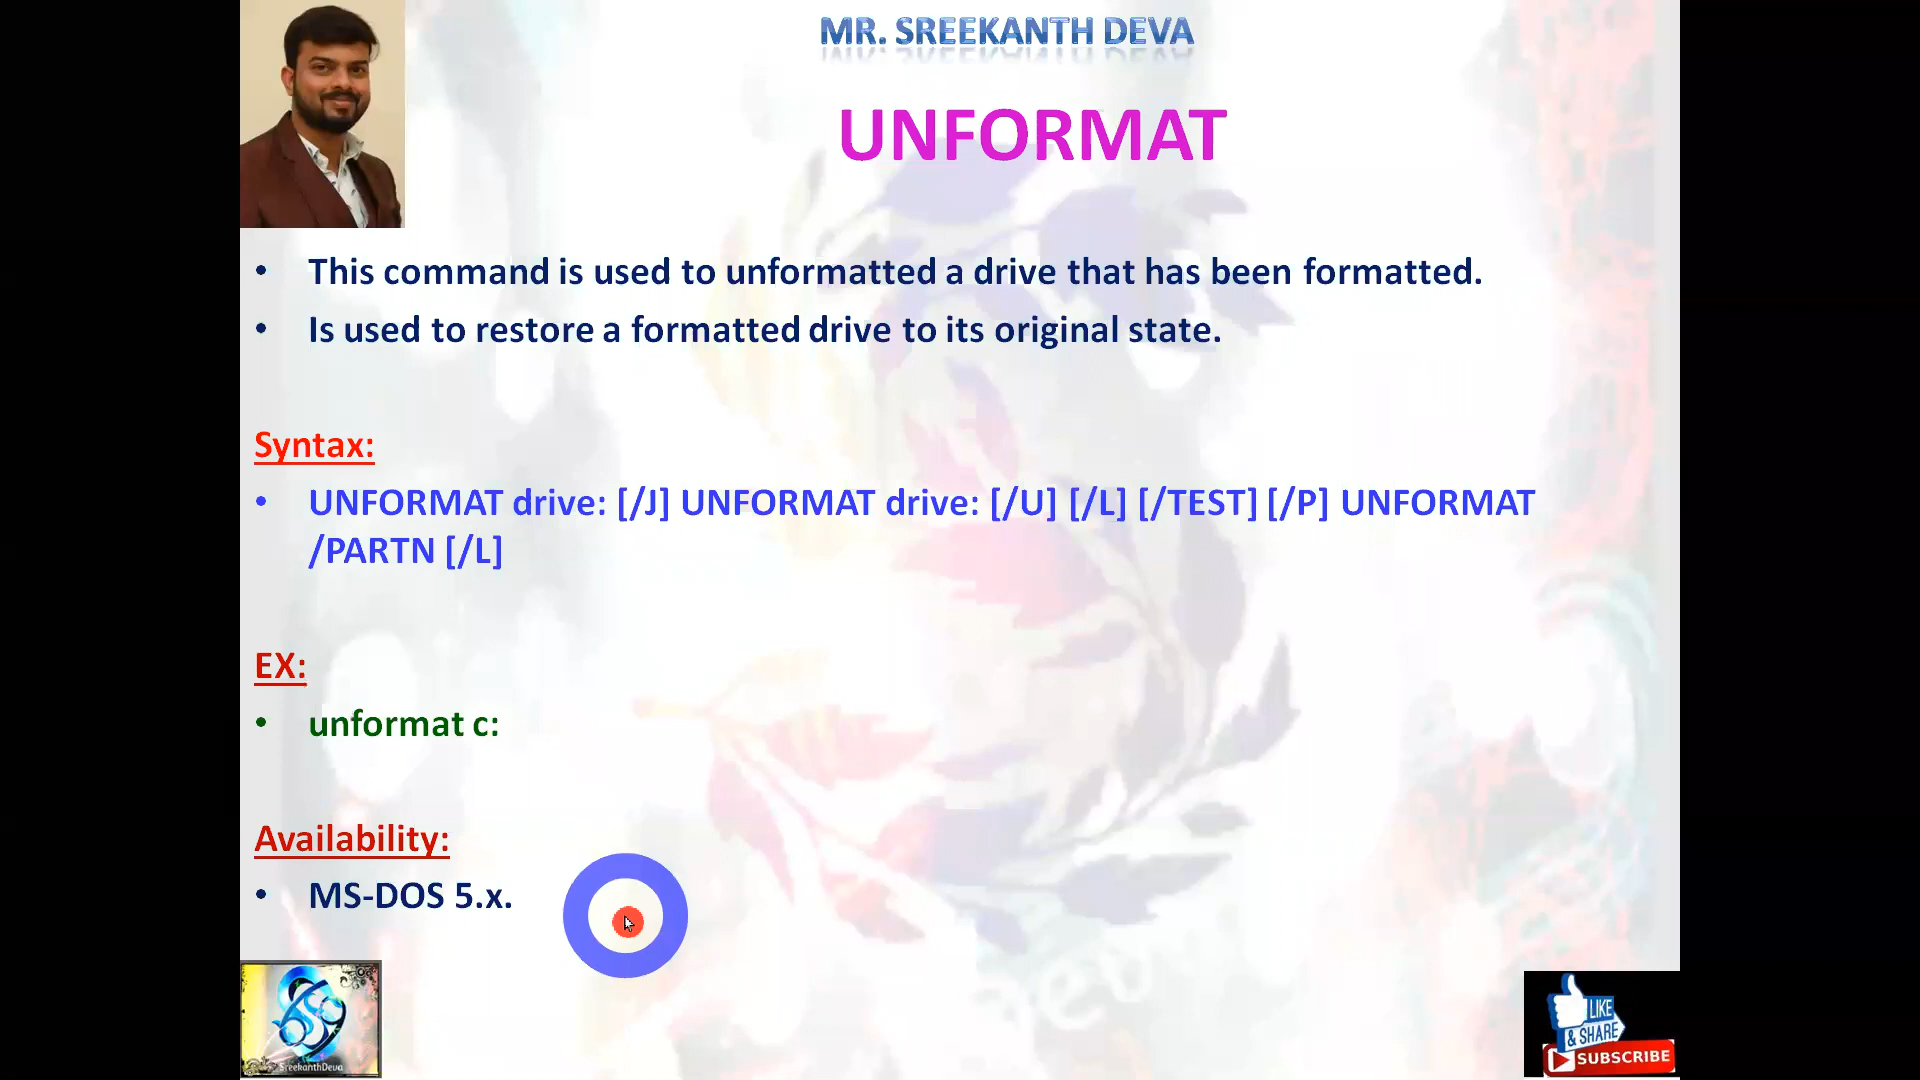 MR. SREEKANTH DEVA
UNFORMAT
• This command is used to unformatted a drive that has been formatted.
• Is used to restore a formatted drive to its original state.
Syntax:
• UNFORMAT drive: [/J] UNFORMAT drive: [/U] [/L] [/TEST] [/P] UNFORMAT
/PARTN [/L]
EX:
• unformat c:
Availability:
• MS-DOS 5.x.
SreekanthDeva
LIKE
& SHARE
SUBSCRIBE